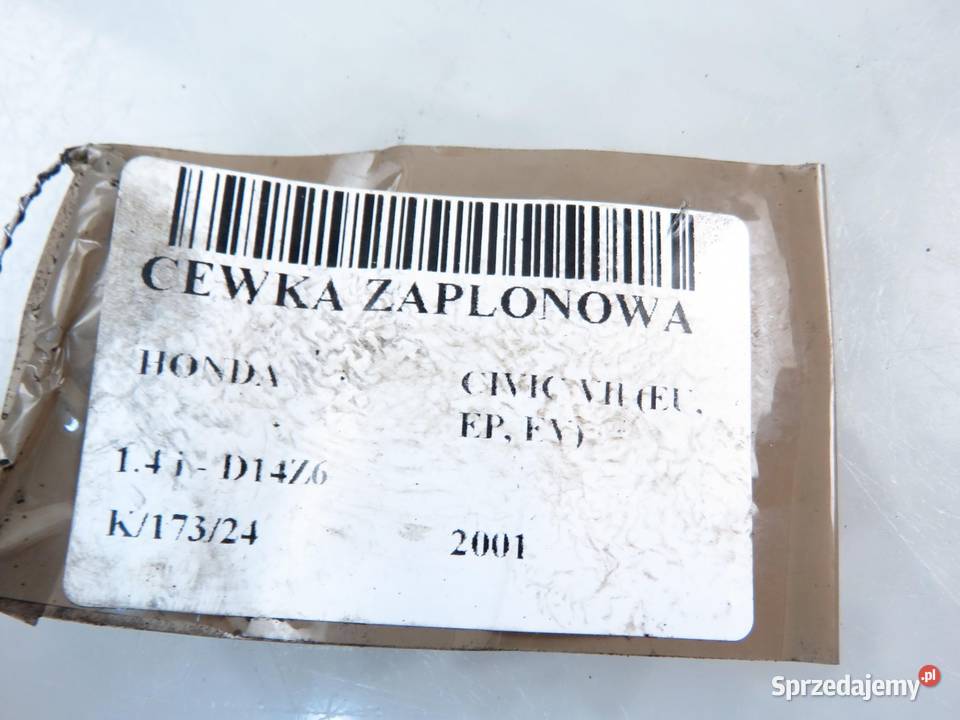 CEWKA ZAPLONOWA
HONDA
CIVIC VII (EU,
EP, EV)
1.4 i - D14Z6
K/173/24
2001
Sprzedajemy.pl